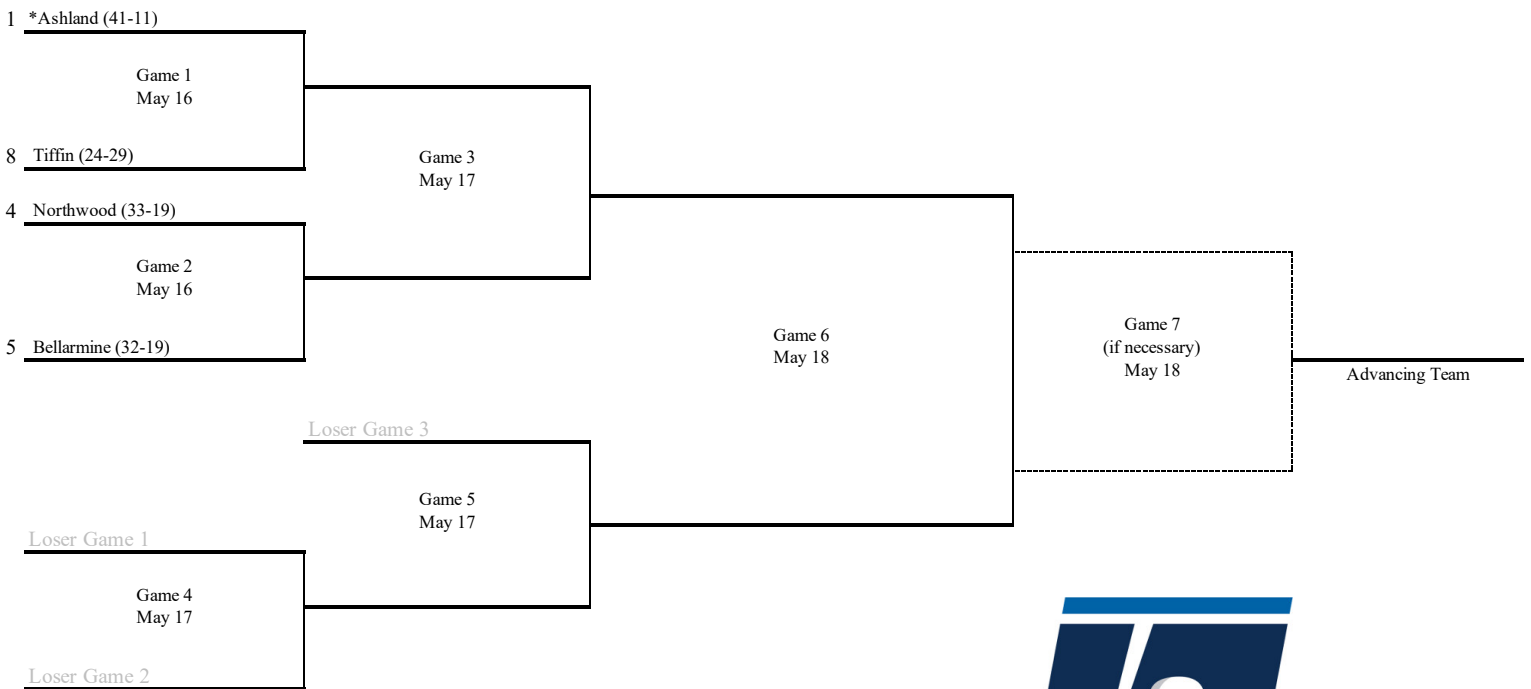 1 *Ashland (41-11)
Game 1
May 16
8 Tiffin (24-29)
Game 3
May 17
4 Northwood (33-19)
Game 2
May 16
5 Bellarmine (32-19)
Game 6
May 18
Game 7
(if necessary)
May 18
Advancing Team
Loser Game 3
Game 5
May 17
Loser Game 1
Game 4
May 17
Loser Game 2